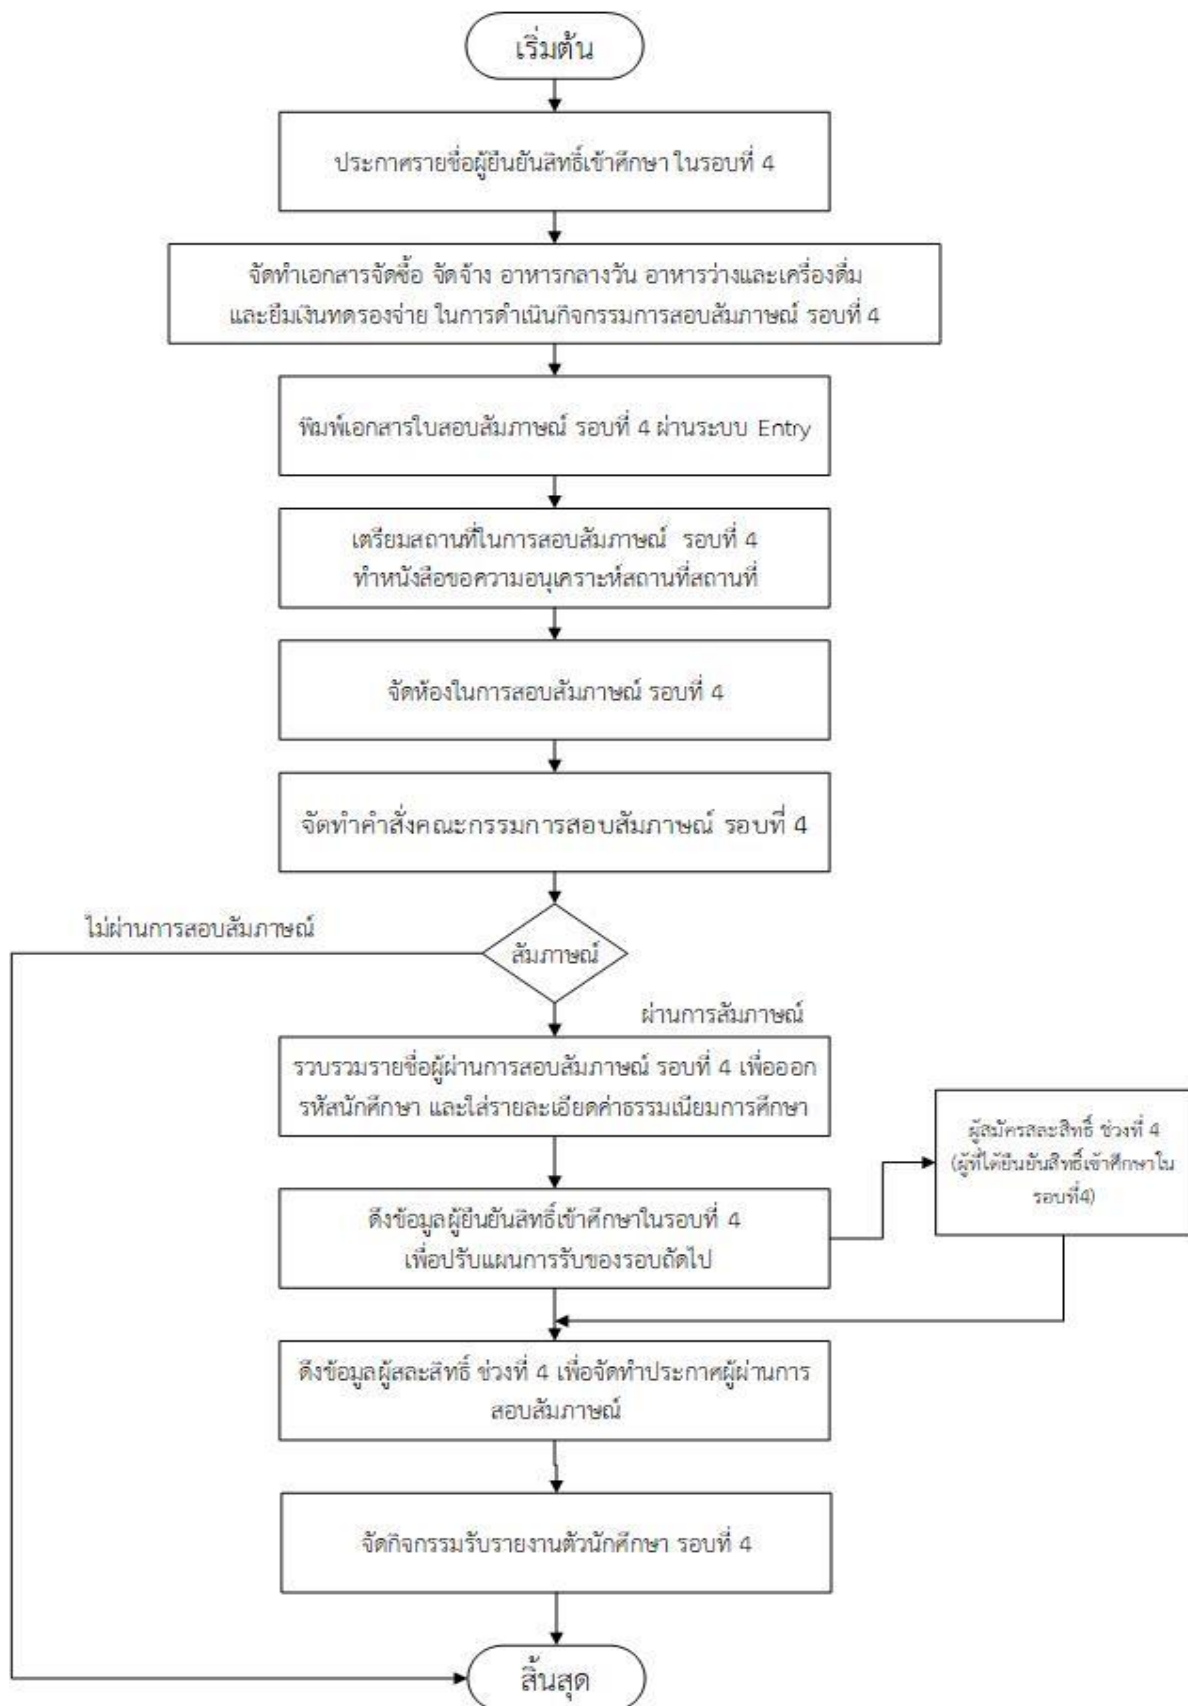 เริ่มต้น
ประกาศรายชื่อผู้ยืนยันสิทธิ์เข้าศึกษา ในรอบที่ 4
จัดทำเอกสารจัดซื้อ จัดจ้าง อาหารกลางวัน อาหารว่างและเครื่องดื่ม
และยืมเงินทดรองจ่าย ในการดำเนินกิจกรรมการสอบสัมภาษณ์ รอบที่ 4
พิมพ์เอกสารใบสอบสัมภาษณ์ รอบที่ 4 ผ่านระบบ Entry
เตรียมสถานที่ในการสอบสัมภาษณ์ รอบที่ 4
ทำหนังสือขอความอนุเคราะห์สถานที่สถานที่
จัดห้องในการสอบสัมภาษณ์ รอบที่ 4
จัดทำคำสั่งคณะกรรมการสอบสัมภาษณ์ รอบที่ 4
ไม่ผ่านการสอบสัมภาษณ์
สัมภาษณ์
ผ่านการสัมภาษณ์
รวบรวมรายชื่อผู้ผ่านการสอบสัมภาษณ์ รอบที่ 4 เพื่อออก
รหัสนักศึกษา และใส่รายละเอียดค่าธรรมเนียมการศึกษา
ผู้สมัครสละสิทธิ์ ช่วงที่ 4
(ผู้ที่ได้ยืนยันสิทธิ์เข้าศึกษาใน
รอบที่4)
ดึงข้อมูลผู้ยืนยันสิทธิ์เข้าศึกษาในรอบที่ 4
เพื่อปรับแผนการรับของรอบถัดไป
ดึงข้อมูลผู้สละสิทธิ์ ช่วงที่ 4 เพื่อจัดทำประกาศผู้ผ่านการ
สอบสัมภาษณ์
จัดกิจกรรมรับรายงานตัวนักศึกษา รอบที่ 4
สิ้นสุด